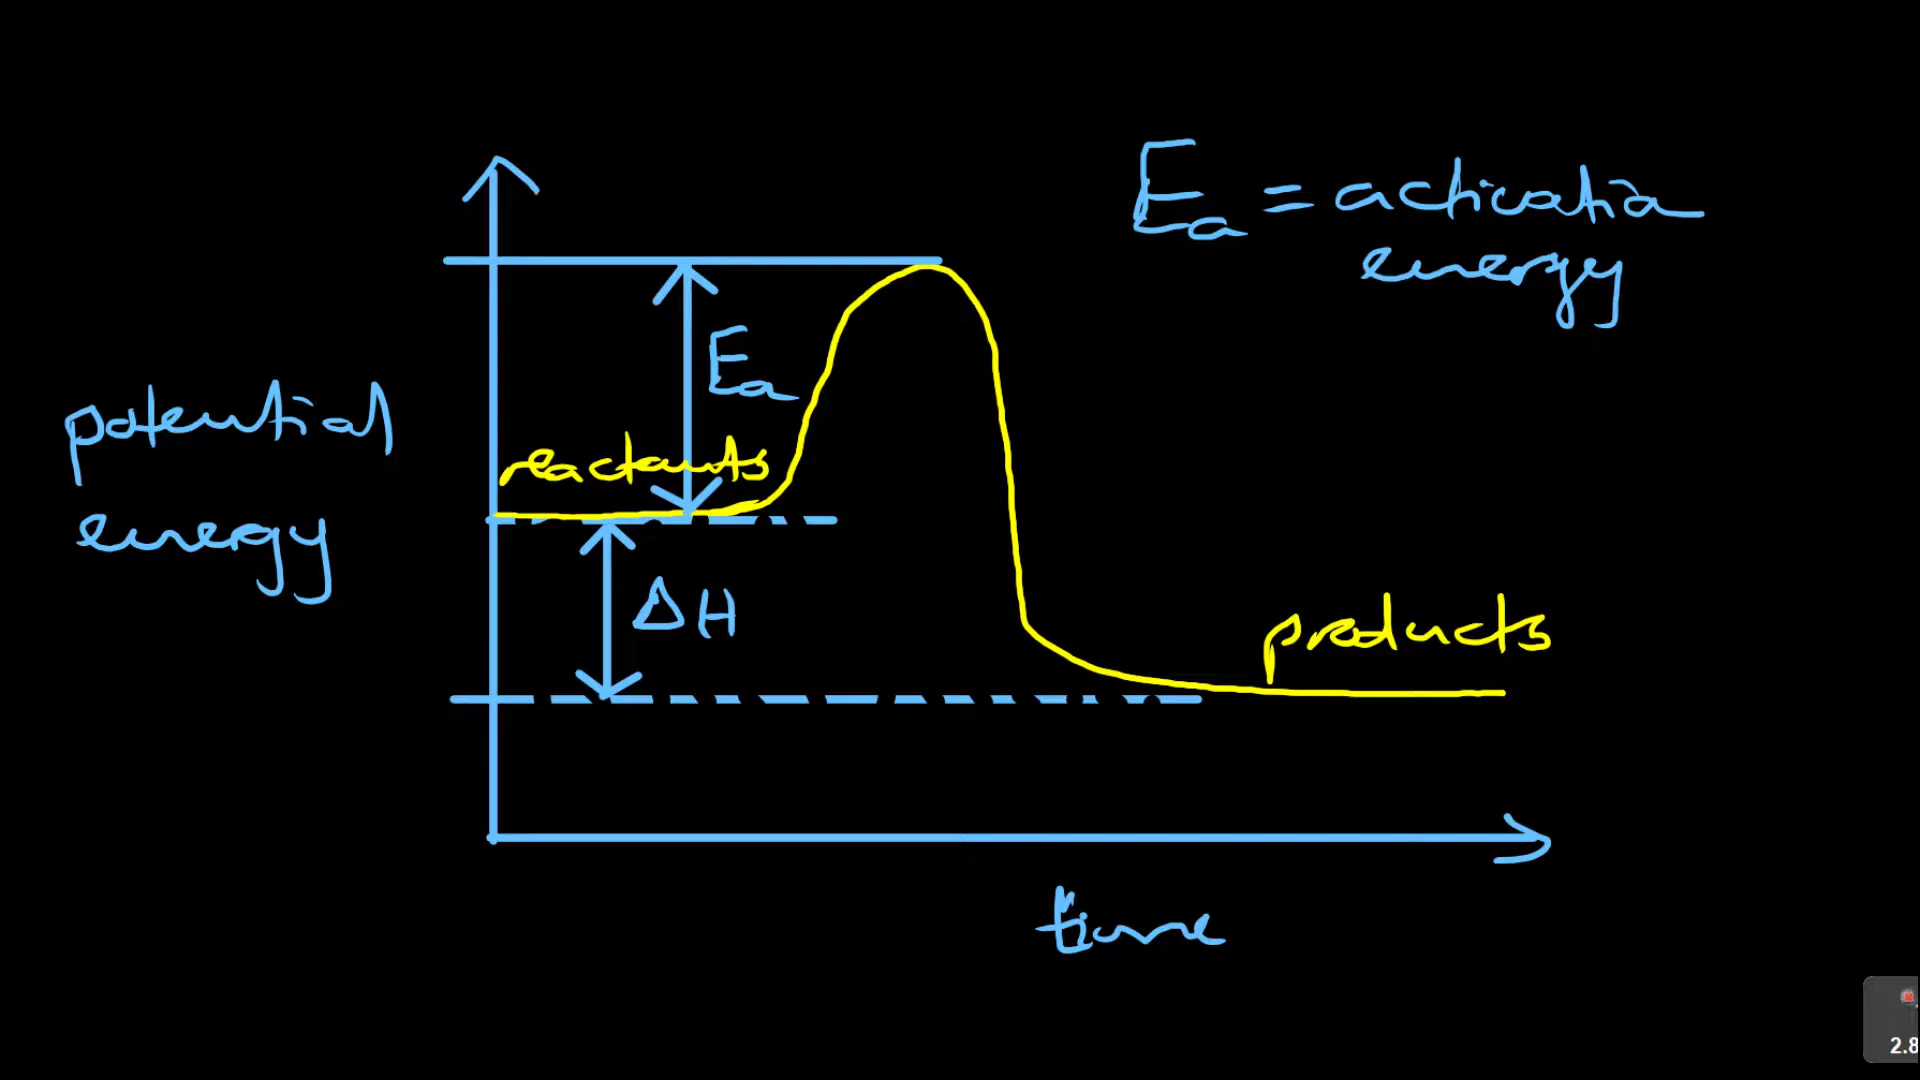 Ea = activation
energy
Ea
potential
energy
reactants
ΔH
products
time
2.8